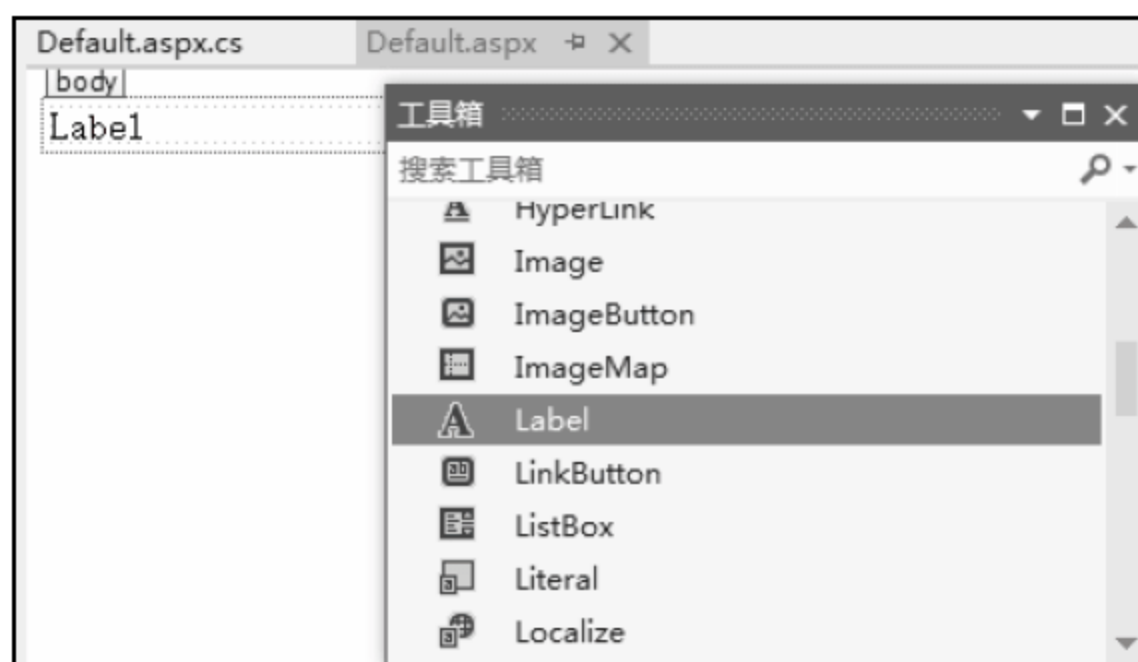 Default.aspx.cs Default.aspx
body
Label
工具箱
搜索工具箱
HyperLink
Image
ImageButton
ImageMap
Label
LinkButton
ListBox
Literal
Localize